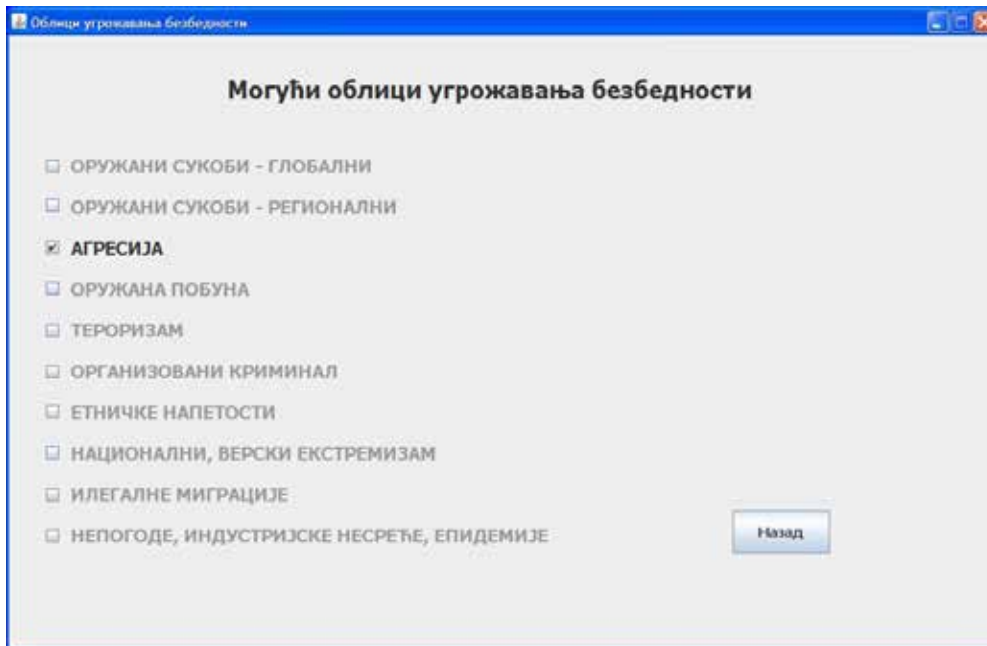 Облици угрожавања безбедности
Могући облици угрожавања безбедности
ОРУЖАНИ СУКОБИ - ГЛОБАЛНИ
ОРУЖАНИ СУКОБИ - РЕГИОНАЛНИ
АГРЕСИЈА
ОРУЖАНА ПОБУНА
ТЕРОРИЗАМ
ОРГАНИЗОВАНИ КРИМИНАЛ
ЕТНИЧКЕ НАПЕТОСТИ
НАЦИОНАЛНИ, ВЕРСКИ ЕКСТРЕМИЗАМ
ИЛЕГАЛНЕ МИГРАЦИЈЕ
НЕПОГОДЕ, ИНДУСТРИЈСКЕ НЕСРЕЋЕ, ЕПИДЕМИЈЕ
Назад